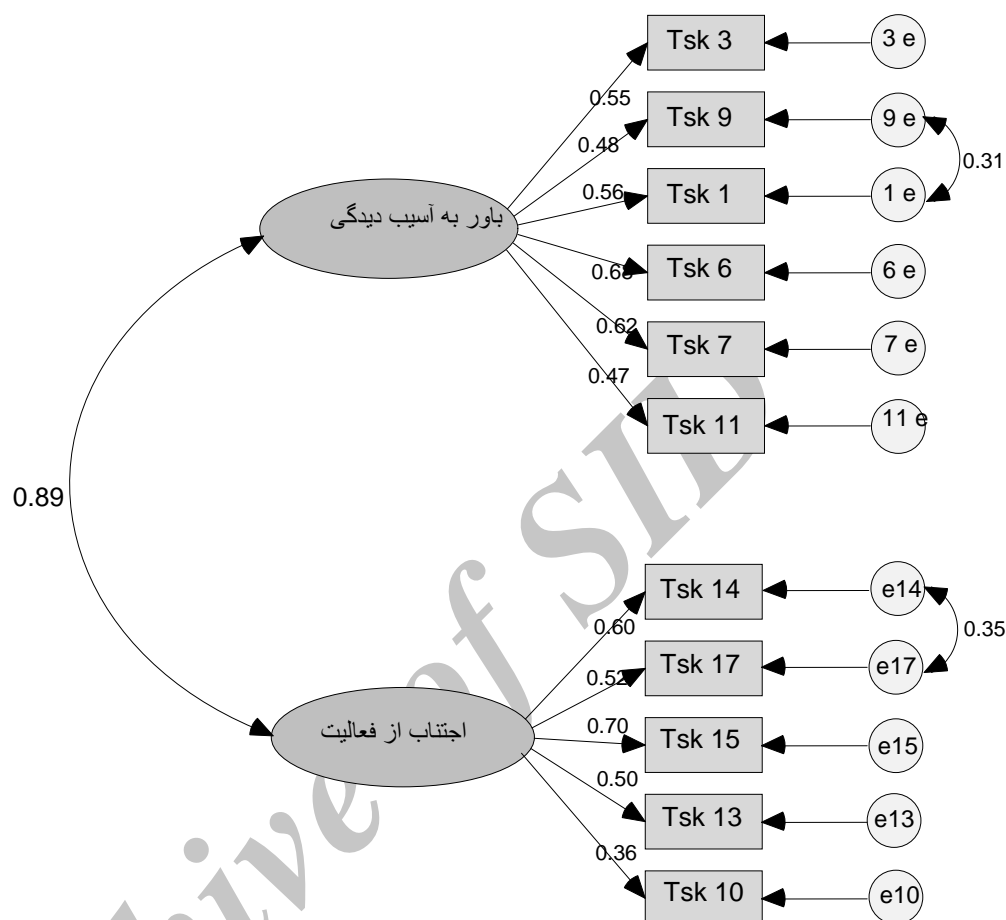 Tsk 3
3 e
0.55
Tsk 9
9 e
0.48
0.31
Tsk 1
1 e
0.56
باور به آسیب دیدگی
Tsk 6
6 e
Tsk 7
7 e
0.62
Tsk 11
11 e
0.47
0.89
Tsk 14
e14
0.60
0.35
Tsk 17
e17
0.52
اجتناب از فعالیت
Tsk 15
e15
0.70
Tsk 13
e13
0.50
Tsk 10
e10
0.36
hive of SID